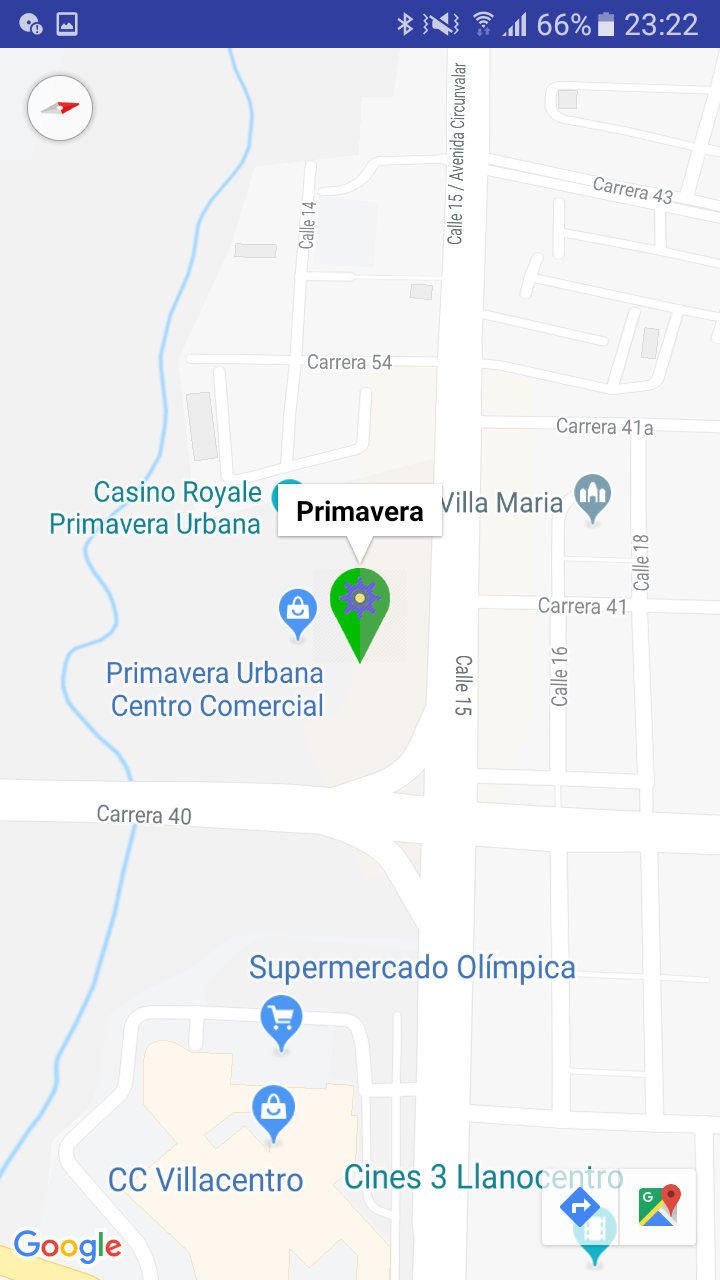 66% 23:22
Calle 15 / Avenida Circunvalar
Carrera 43
Calle 14
Carrera 54
Carrera 41a
Casino Royale
Primavera Urbana
Primavera
Villa Maria
Calle 18
Carrera 41
Primavera Urbana
Centro Comercial
Calle 15
Calle 16
Carrera 40
Supermercado Olímpica
CC Villacentro
Cines 3 Llanocentro
G
Google